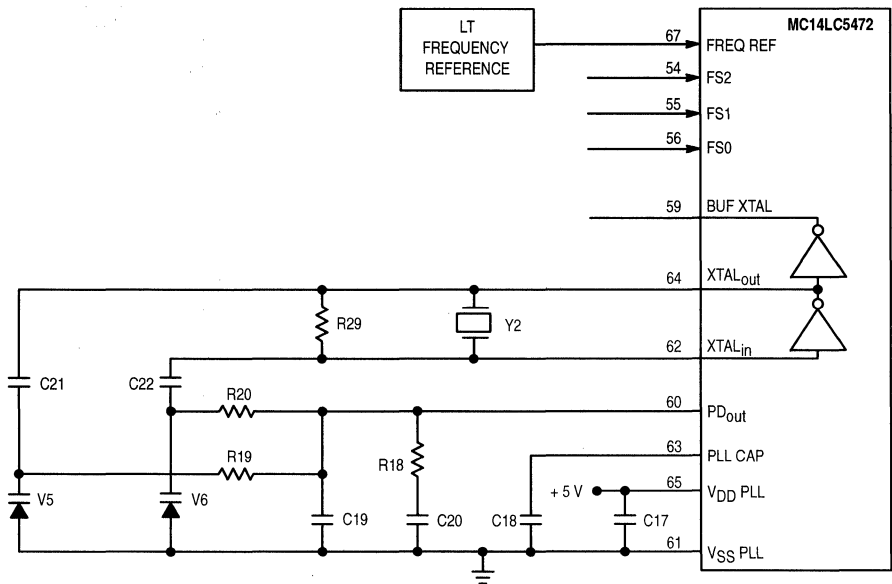 MC14LC5472
LT
FREQUENCY
REFERENCE
67 FREQ REF
54 FS2
55 FS1
56 FS0
59 BUF XTAL
64 XTALout
R29
Y2
62 XTALin
C21
C22
R20
60 PDout
R19
R18
63 PLL CAP
+ 5 V
65 VDD PLL
V5
V6
C19
C20
C18
C17
61 VSS PLL